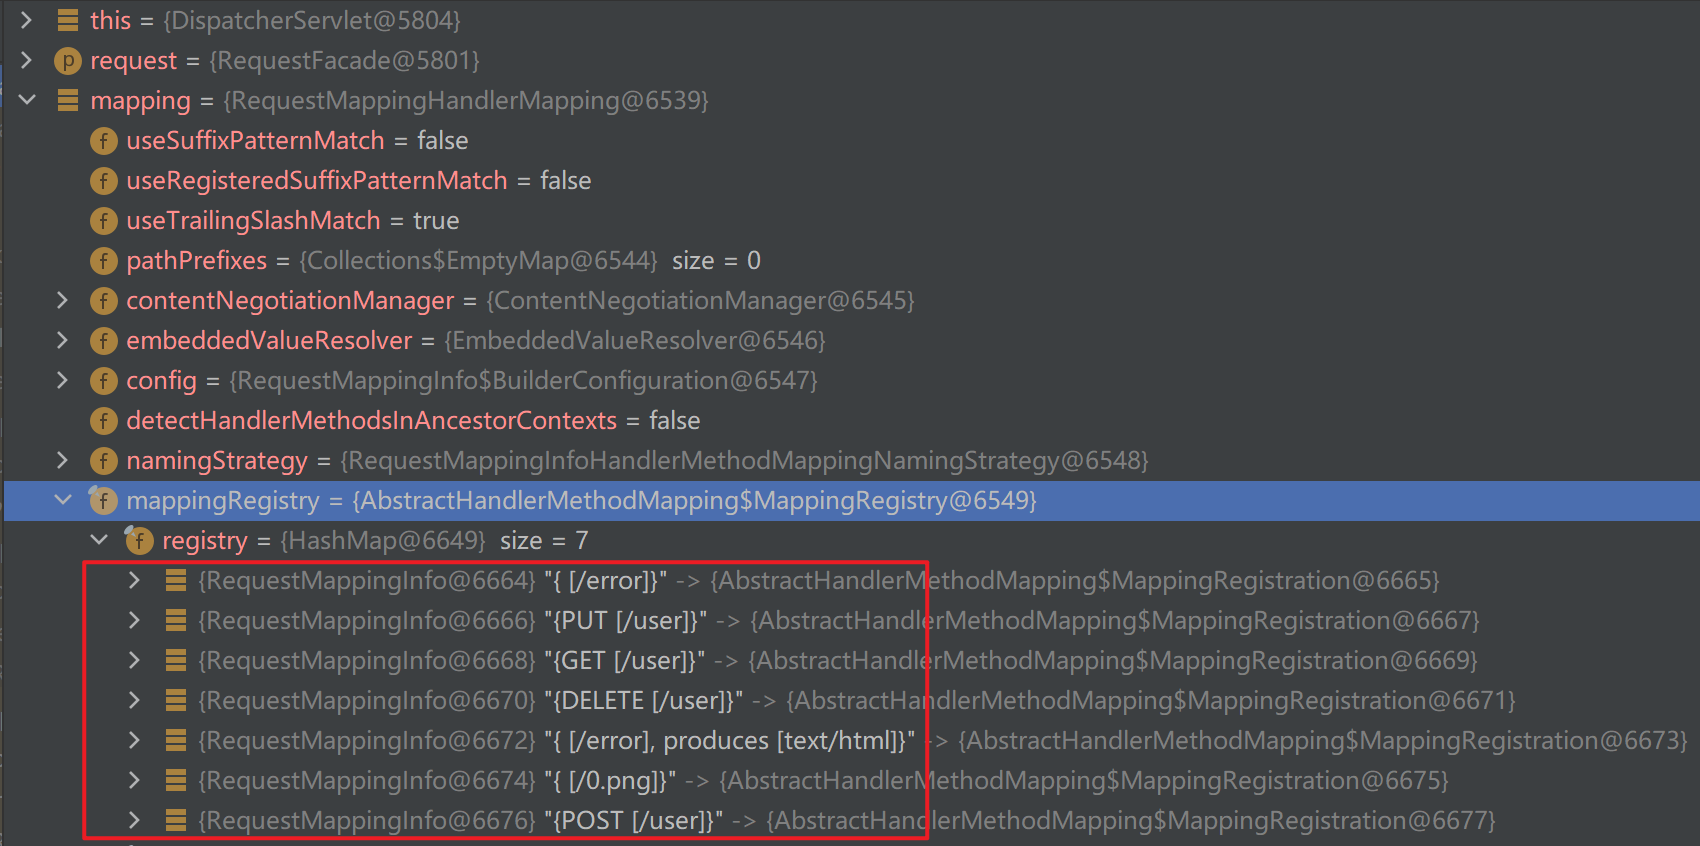 this = {DispatcherServlet@5804}
p request = {RequestFacade@5801}
mapping = {RequestMappingHandlerMapping@6539}
f useSuffixPatternMatch = false
f useRegisteredSuffixPatternMatch = false
f useTrailingSlashMatch = true
f pathPrefixes = {Collections$EmptyMap@6544} size = 0
f contentNegotiationManager = {ContentNegotiationManager@6545}
f embeddedValueResolver = {EmbeddedValueResolver@6546}
f config = {RequestMappingInfo$BuilderConfiguration@6547}
f detectHandlerMethodsInAncestorContexts = false
f namingStrategy = {RequestMappingInfoHandlerMethodMappingNamingStrategy@6548}
f mappingRegistry = {AbstractHandlerMethodMapping$MappingRegistry@6549}
f registry = {HashMap@6649} size = 7
{RequestMappingInfo@6664} "{ [/error]}" -> {AbstractHandlerMethodMapping$MappingRegistration@6665}
{RequestMappingInfo@6666} "{PUT [/user]}" -> {AbstractHandlerMethodMapping$MappingRegistration@6667}
{RequestMappingInfo@6668} "{GET [/user]}" -> {AbstractHandlerMethodMapping$MappingRegistration@6669}
{RequestMappingInfo@6670} "{DELETE [/user]}" -> {AbstractHandlerMethodMapping$MappingRegistration@6671}
{RequestMappingInfo@6672} "{ [/error], produces [text/html]}" -> {AbstractHandlerMethodMapping$MappingRegistration@6673}
{RequestMappingInfo@6674} "{ [/0.png]}" -> {AbstractHandlerMethodMapping$MappingRegistration@6675}
{RequestMappingInfo@6676} "{POST [/user]}" -> {AbstractHandlerMethodMapping$MappingRegistration@6677}